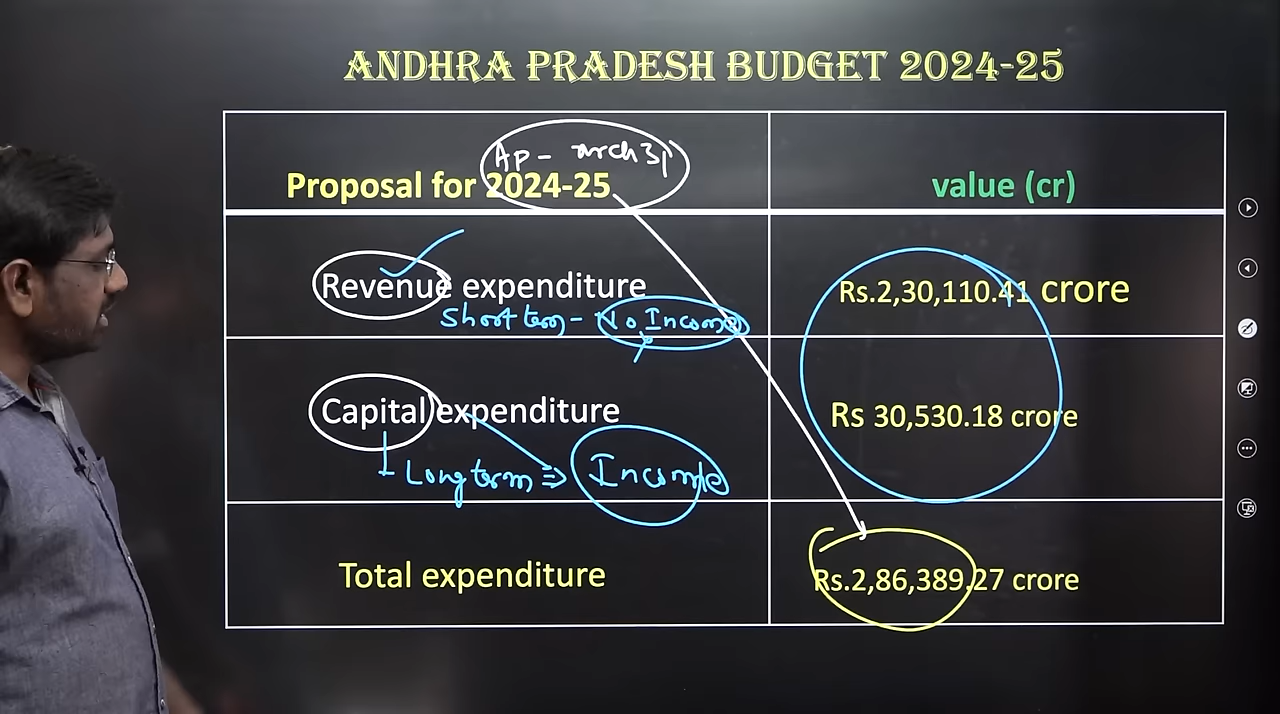 ANDHRA PRADESH BUDGET 2024-25
AP - arch 31
Proposal for 2024-25
value (cr)
Revenue expenditure
Rs.2,30,110.41 crore
Short term - No Income
Capital expenditure
Rs 30,530.18 crore
Long term ⇒ Income
Total expenditure
Rs.2,86,389.27 crore